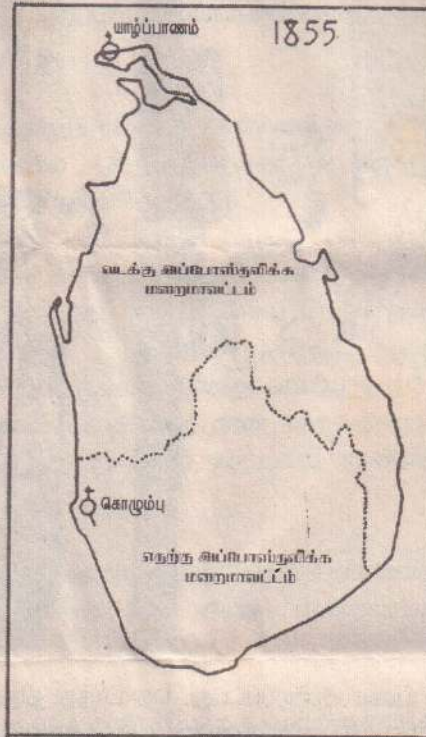 யாழ்ப்பாணம்
1855
வடக்கு அப்போஸ்தலிக்க
மறைமாவட்டம்
கொழும்பு
தெற்கு அப்போஸ்தலிக்க
மறைமாவட்டம்